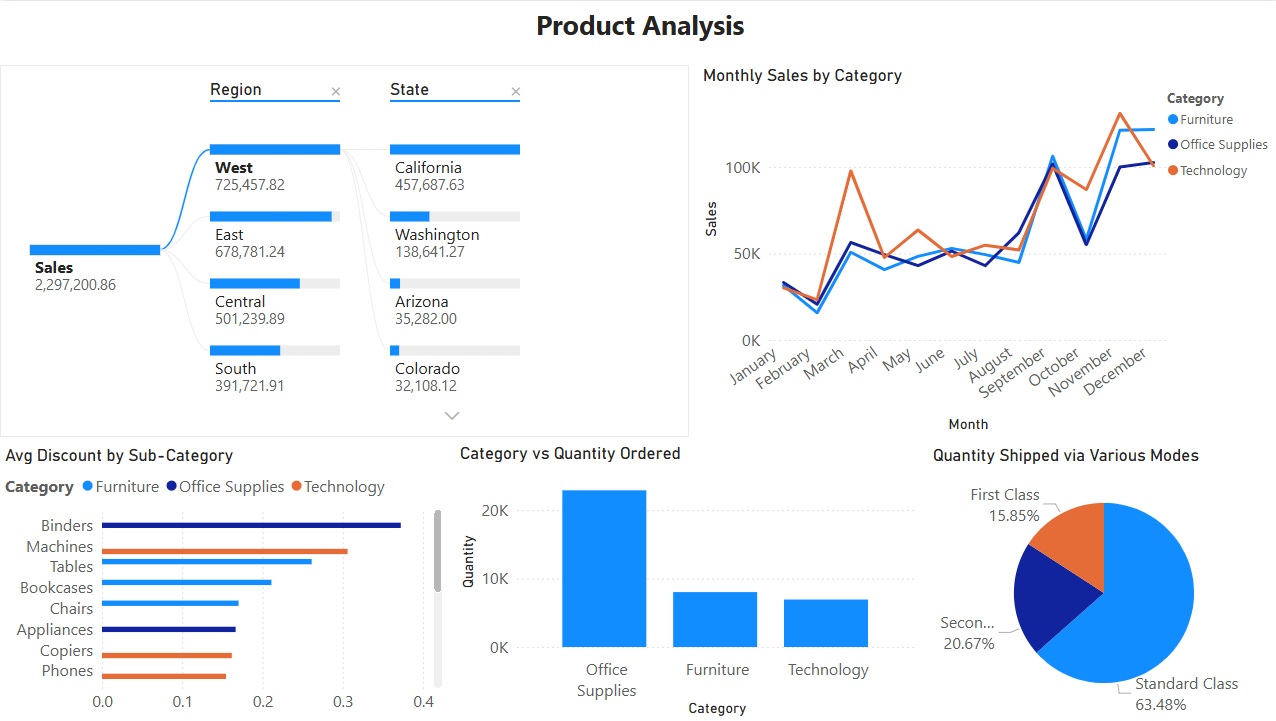 Product Analysis
Region
State
Sales
2,297,200.86
West
725,457.82
East
678,781.24
Central
501,239.89
South
391,721.91
California
457,687.63
Washington
138,641.27
Arizona
35,282.00
Colorado
32,108.12
Monthly Sales by Category
Category
Furniture
Office Supplies
Technology
Sales
100K
50K
0K
January
February
March
April
May
June
July
August
September
October
November
December
Month
Avg Discount by Sub-Category
Category Furniture Office Supplies Technology
Binders
Machines
Tables
Bookcases
Chairs
Appliances
Copiers
Phones
0.0 0.1 0.2 0.3 0.4
Category vs Quantity Ordered
Quantity
20K
10K
0K
Office
Supplies
Furniture
Technology
Category
Quantity Shipped via Various Modes
First Class
15.85%
Secon...
20.67%
Standard Class
63.48%